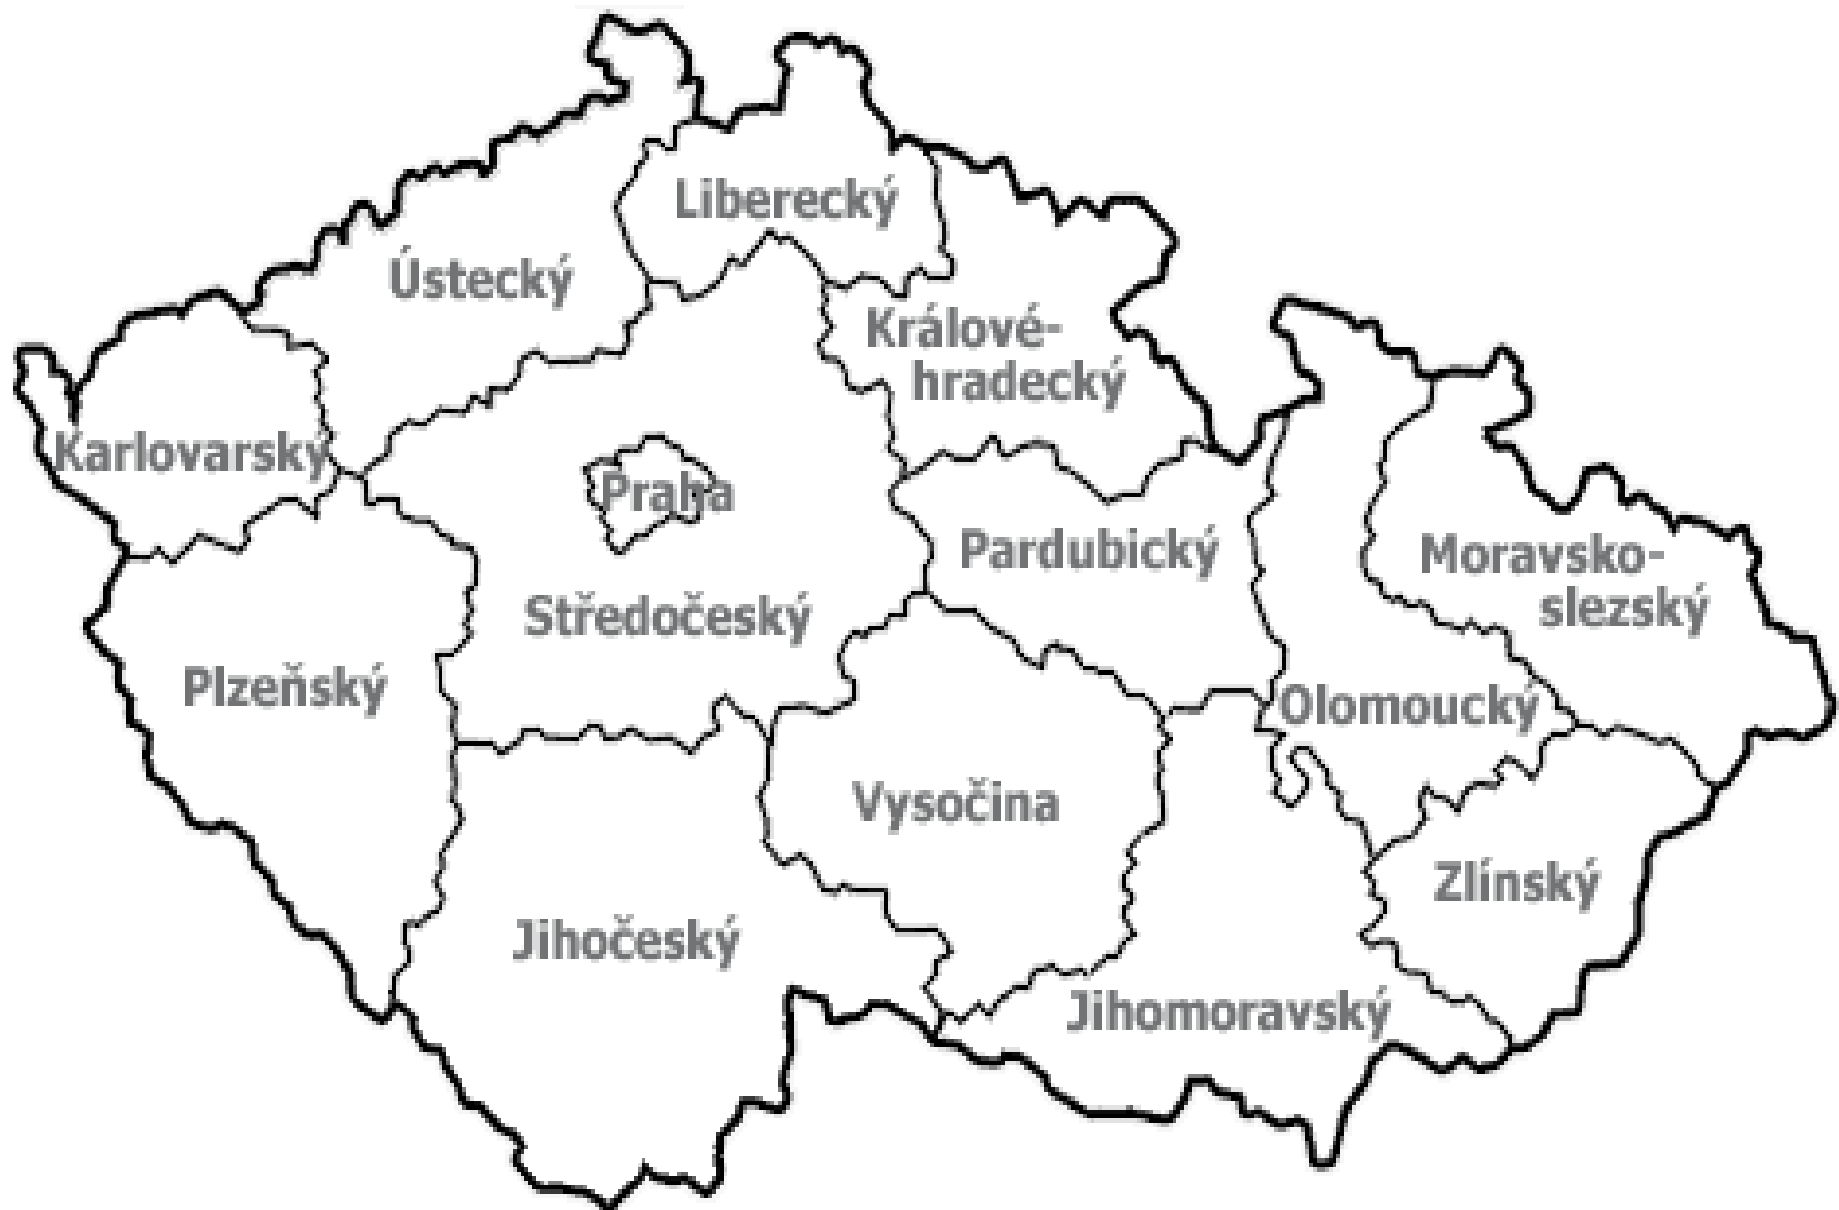 Liberecký
Ústecký
Králové-
hradecký
Karlovarský
Praha
Pardubický
Moravsko-
slezský
Středočeský
Plzeňský
Olomoucký
Vysočina
Zlínský
Jihočeský
Jihomoravský